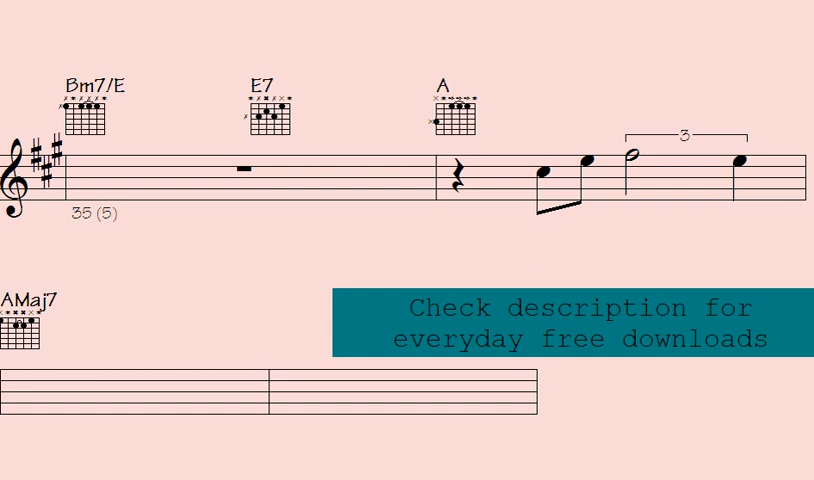 Bm7/E E7 A
3
35 (5)
AMaj7
Check description for
everyday free downloads